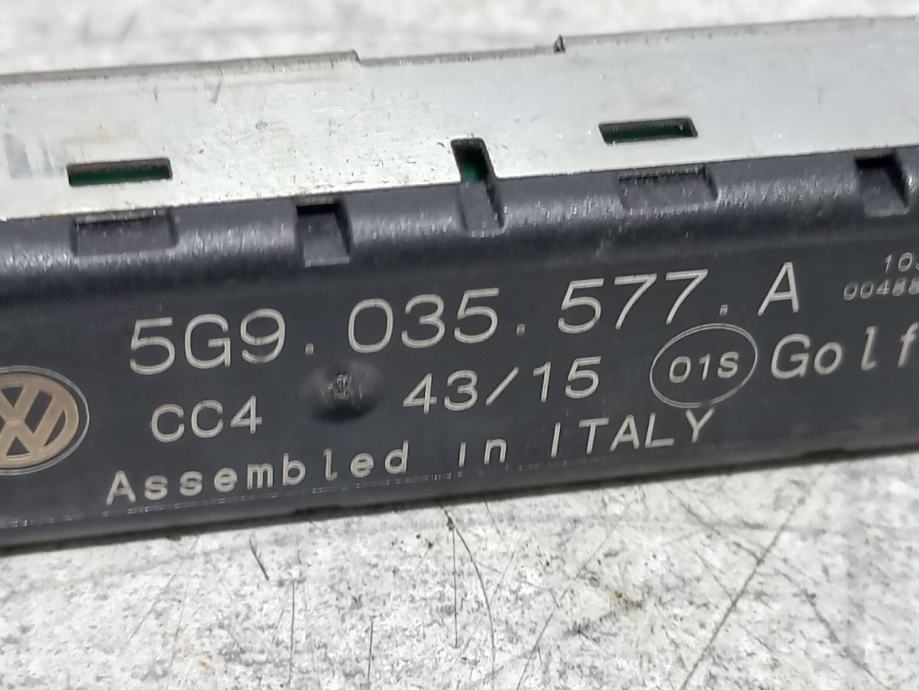 5G9.035.577.A
CC4 43/15 01S Golf
Assembled in ITALY